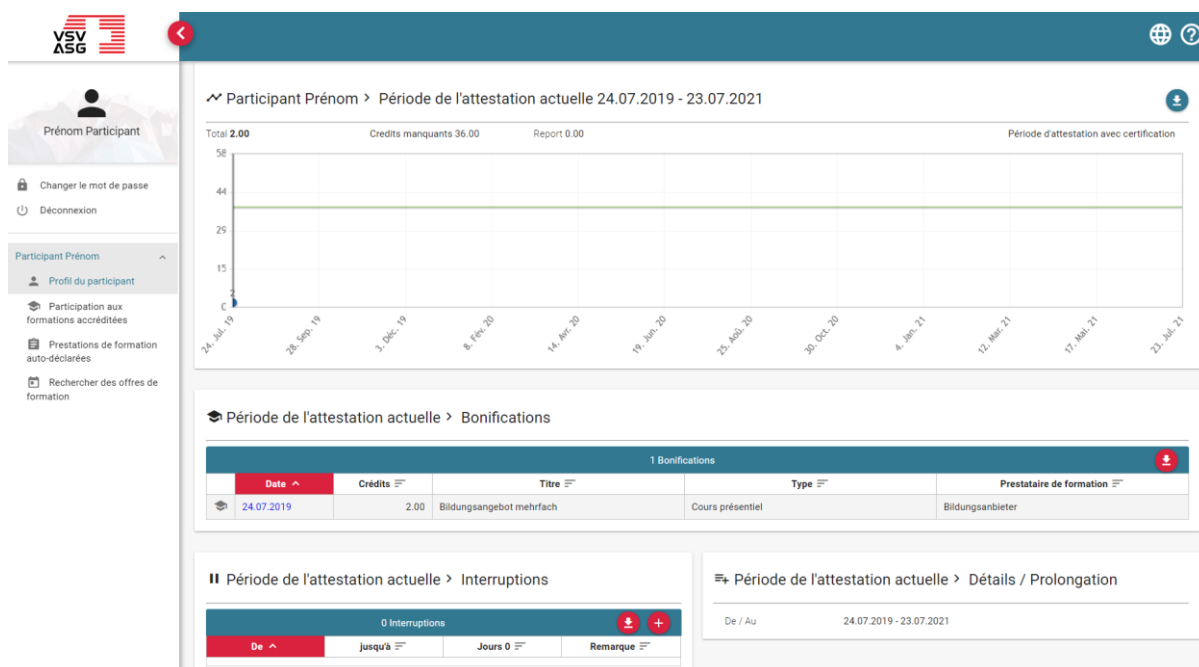 VSV
ASG
Prénom Participant
Changer le mot de passe
Déconnexion
Participant Prénom
Profil du participant
Participation aux
formations accréditées
Prestations de formation
auto-déclarées
Rechercher des offres de
formation
Participant Prénom > Période de l'attestation actuelle 24.07.2019 - 23.07.2021
Total 2.00 Credits manquants 36.00 Report 0.00 Période d'attestation avec certification
58
44
29
15
2
0
24. Jul. 19 28. Sep. 19 3. Déc. 19 8. Fév. 20 14. Avr. 20 19. Jun. 20 25. Aoû. 20 30. Oct. 20 4. Jan. 21 12. Mar. 21 17. Mai. 21 23. Jul. 21
Période de l'attestation actuelle > Bonifications
1 Bonifications
Date Crédits Titre Type Prestataire de formation
24.07.2019 2.00 Bildungsangebot mehrfach Cours présentiel Bildungsanbieter
Période de l'attestation actuelle > Interruptions
0 Interruptions
De jusqu'à Jours 0 Remarque
Période de l'attestation actuelle > Détails / Prolongation
De / Au 24.07.2019 - 23.07.2021